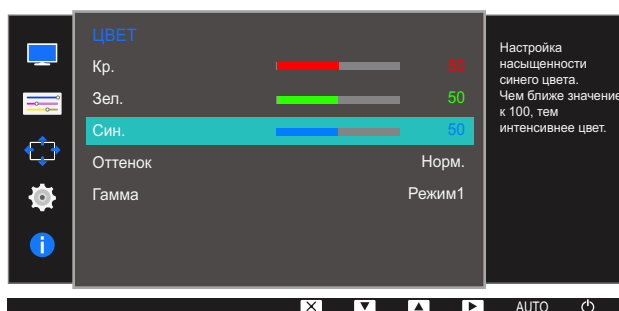 ЦВЕТ
Кр. 50
Зел. 50
Син. 50
Оттенок Норм.
Гамма Режим1
Настройка
насыщенности
синего цвета.
Чем ближе значение
к 100, тем
интенсивнее цвет.
AUTO